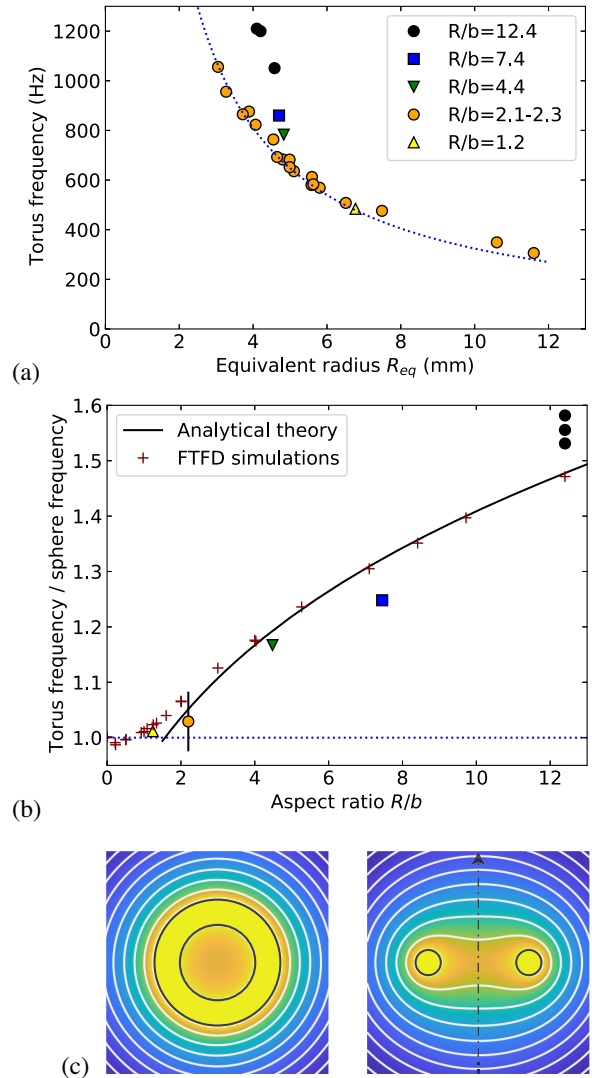 1200
1000
800
600
400
200
0
Torus frequency (Hz)
R/b=12.4
R/b=7.4
R/b=4.4
R/b=2.1-2.3
R/b=1.2
0 2 4 6 8 10 12
Equivalent radius R_eq (mm)
(a)
1.6
1.5
1.4
1.3
1.2
1.1
1.0
Torus frequency / sphere frequency
Analytical theory
FTFD simulations
0 2 4 6 8 10 12
Aspect ratio R/b
(b)
(c)